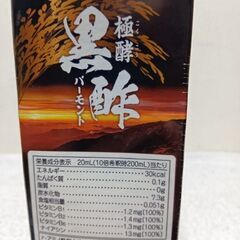 極酵
黒酢
バーモント
栄養成分表示 20mL(10倍希釈時200mL)当たり
エネルギー 30kcal
たんぱく質 0.1g
脂質 0g
炭水化物 7.3g
食塩相当量 0.051g
ビタミンB1 1.2mg(100%)
ビタミンB2 1.4mg(100%)
ビタミンB6 1.3mg(100%)
ナイアシン 13mg(100%)